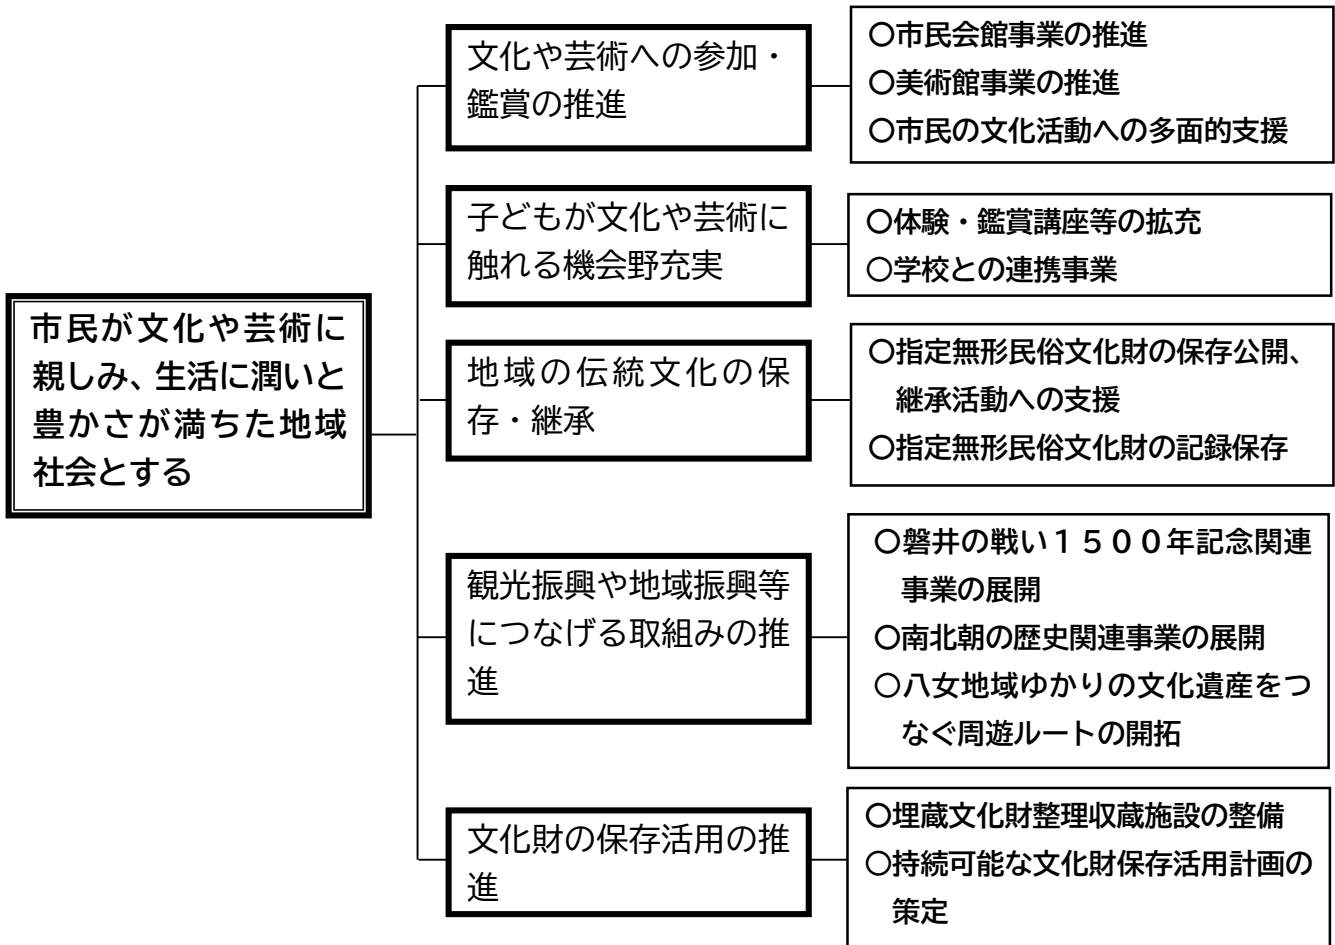 市民が文化や芸術に
親しみ、生活に潤いと
豊かさが満ちた地域
社会とする
文化や芸術への参加・
鑑賞の推進
〇市民会館事業の推進
〇美術館事業の推進
〇市民の文化活動への多面的支援
子どもが文化や芸術に
触れる機会野充実
〇体験・鑑賞講座等の拡充
〇学校との連携事業
地域の伝統文化の保
存・継承
〇指定無形民俗文化財の保存公開、
継承活動への支援
〇指定無形民俗文化財の記録保存
観光振興や地域振興等
につなげる取組みの推
進
〇磐井の戦い１５００年記念関連
事業の展開
〇南北朝の歴史関連事業の展開
〇八女地域ゆかりの文化遺産をつ
なぐ周遊ルートの開拓
文化財の保存活用の推
進
〇埋蔵文化財整理収蔵施設の整備
〇持続可能な文化財保存活用計画の
策定